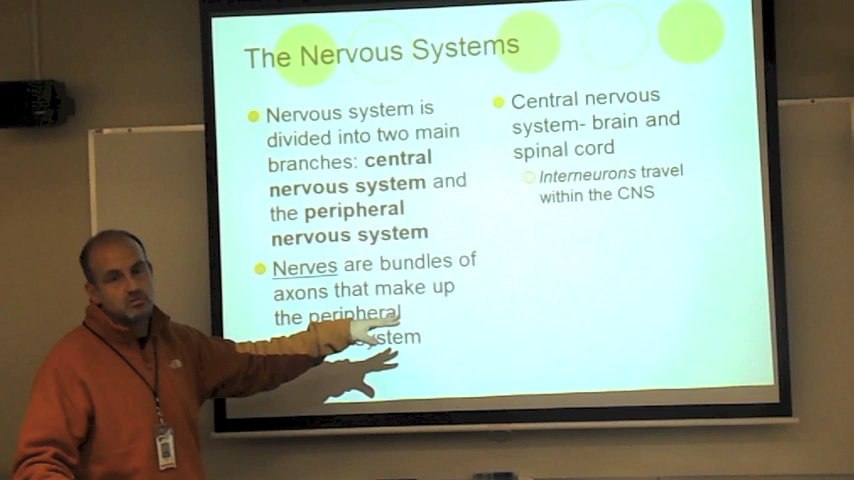 The Nervous Systems
Nervous system is
divided into two main
branches: central
nervous system and
the peripheral
nervous system
Nerves are bundles of
axons that make up
the peripheral
system
Central nervous
system- brain and
spinal cord
Interneurons travel
within the CNS